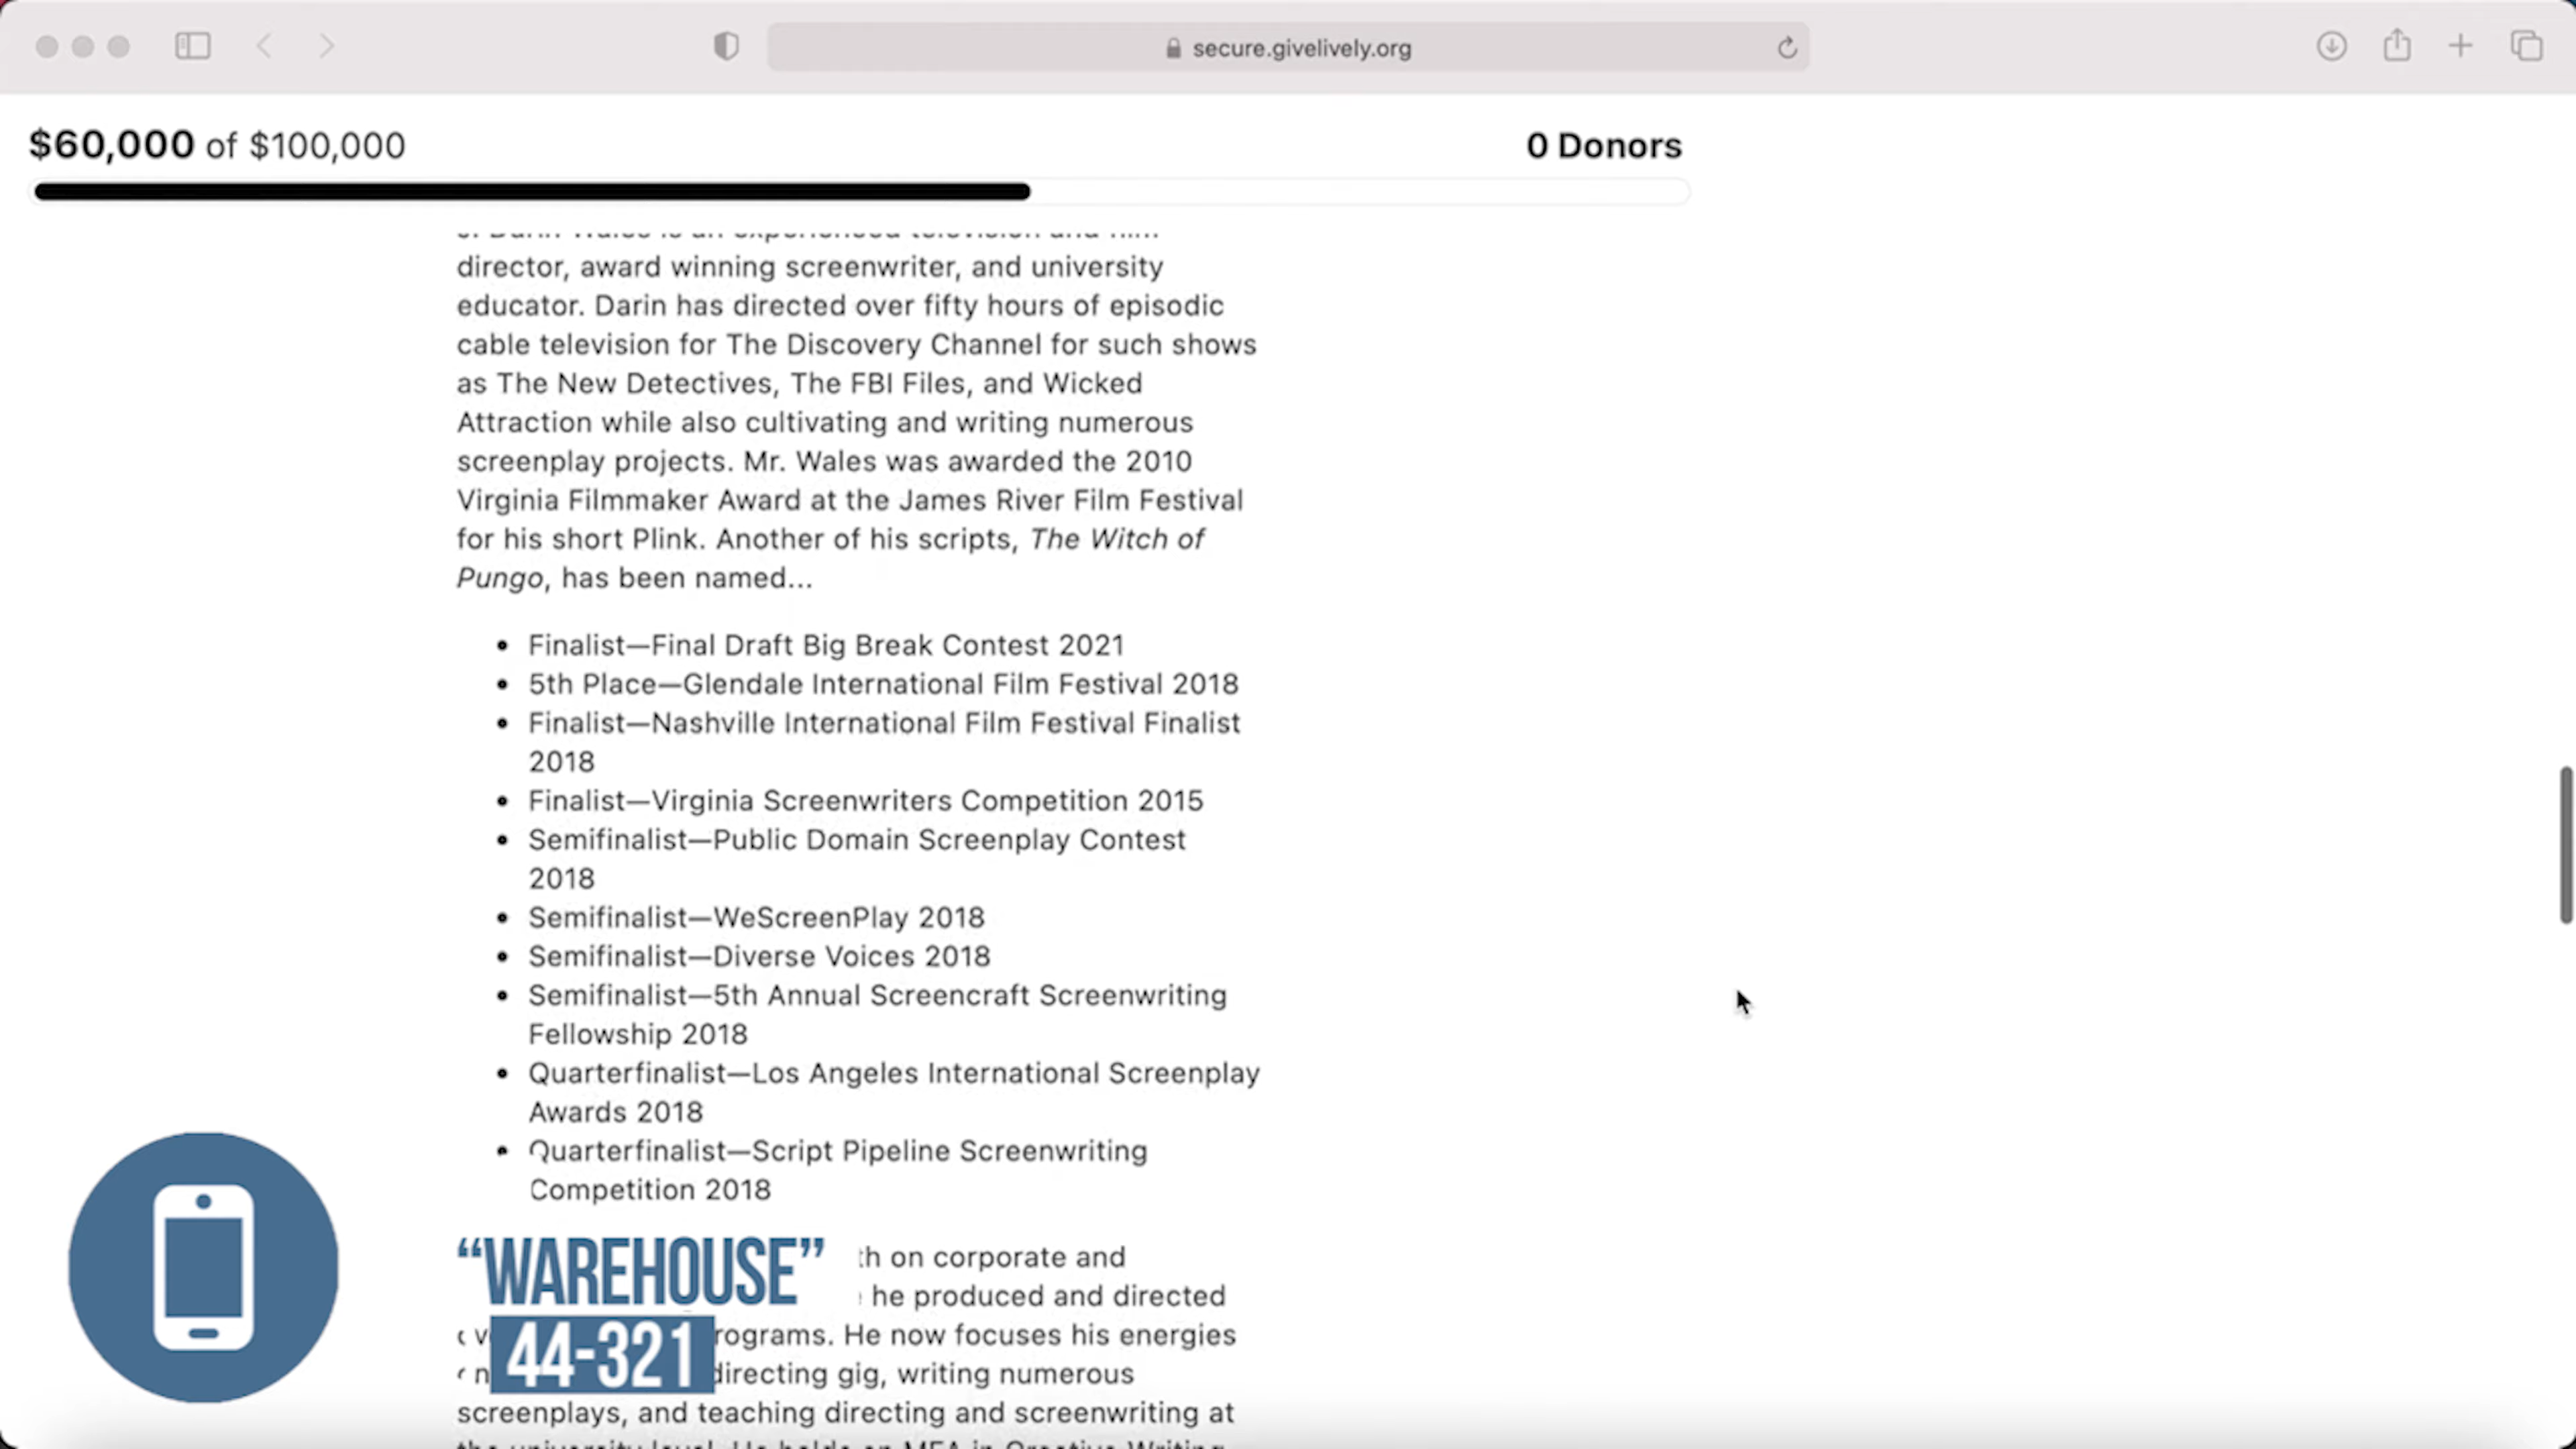 secure.givelively.org
$60,000 of $100,000
0 Donors
director, award winning screenwriter, and university
educator. Darin has directed over fifty hours of episodic
cable television for The Discovery Channel for such shows
as The New Detectives, The FBI Files, and Wicked
Attraction while also cultivating and writing numerous
screenplay projects. Mr. Wales was awarded the 2010
Virginia Filmmaker Award at the James River Film Festival
for his short Plink. Another of his scripts, The Witch of
Pungo, has been named...
• Finalist—Final Draft Big Break Contest 2021
• 5th Place—Glendale International Film Festival 2018
• Finalist—Nashville International Film Festival Finalist
2018
• Finalist—Virginia Screenwriters Competition 2015
• Semifinalist—Public Domain Screenplay Contest
2018
• Semifinalist—WeScreenPlay 2018
• Semifinalist—Diverse Voices 2018
• Semifinalist—5th Annual Screencraft Screenwriting
Fellowship 2018
• Quarterfinalist—Los Angeles International Screenplay
Awards 2018
• Quarterfinalist—Script Pipeline Screenwriting
Competition 2018
“WAREHOUSE”
44-321
on corporate and
he produced and directed
rograms. He now focuses his energies
directing gig, writing numerous
screenplays, and teaching directing and screenwriting at